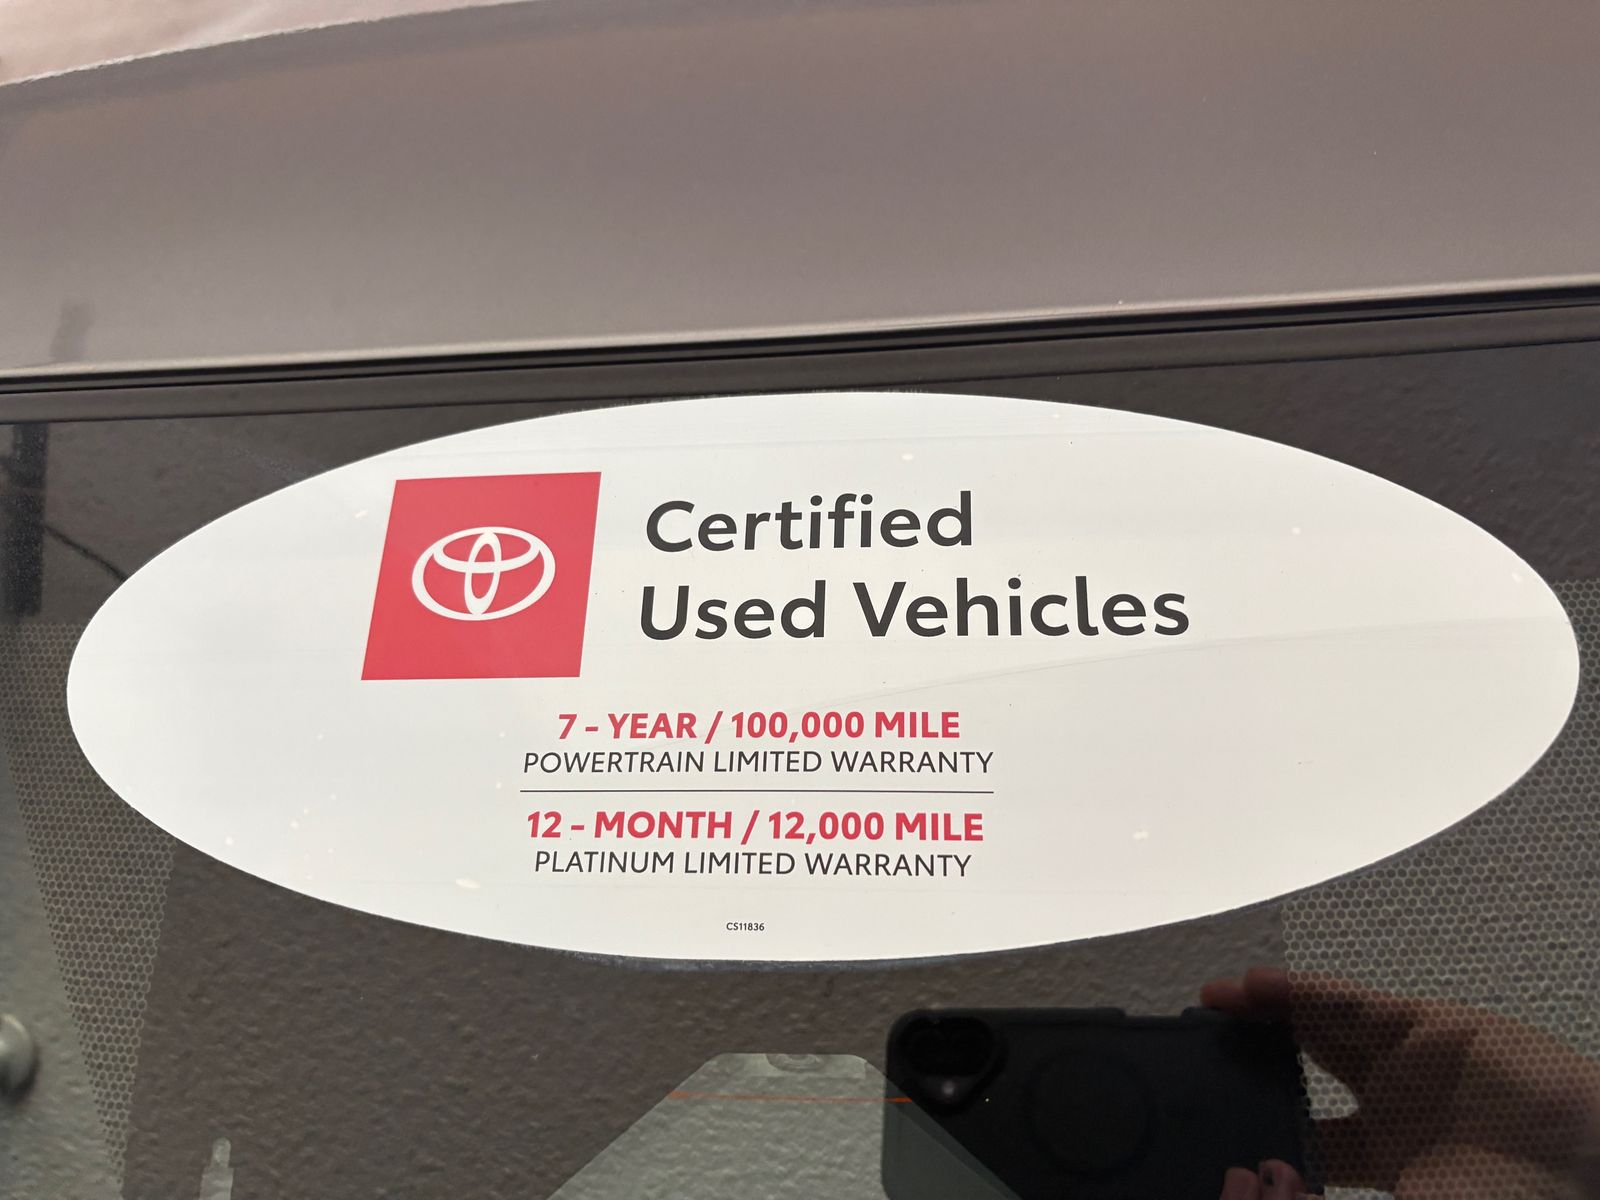 Certified
Used Vehicles
7 - YEAR / 100,000 MILE
POWERTRAIN LIMITED WARRANTY
12 - MONTH / 12,000 MILE
PLATINUM LIMITED WARRANTY
CS11836